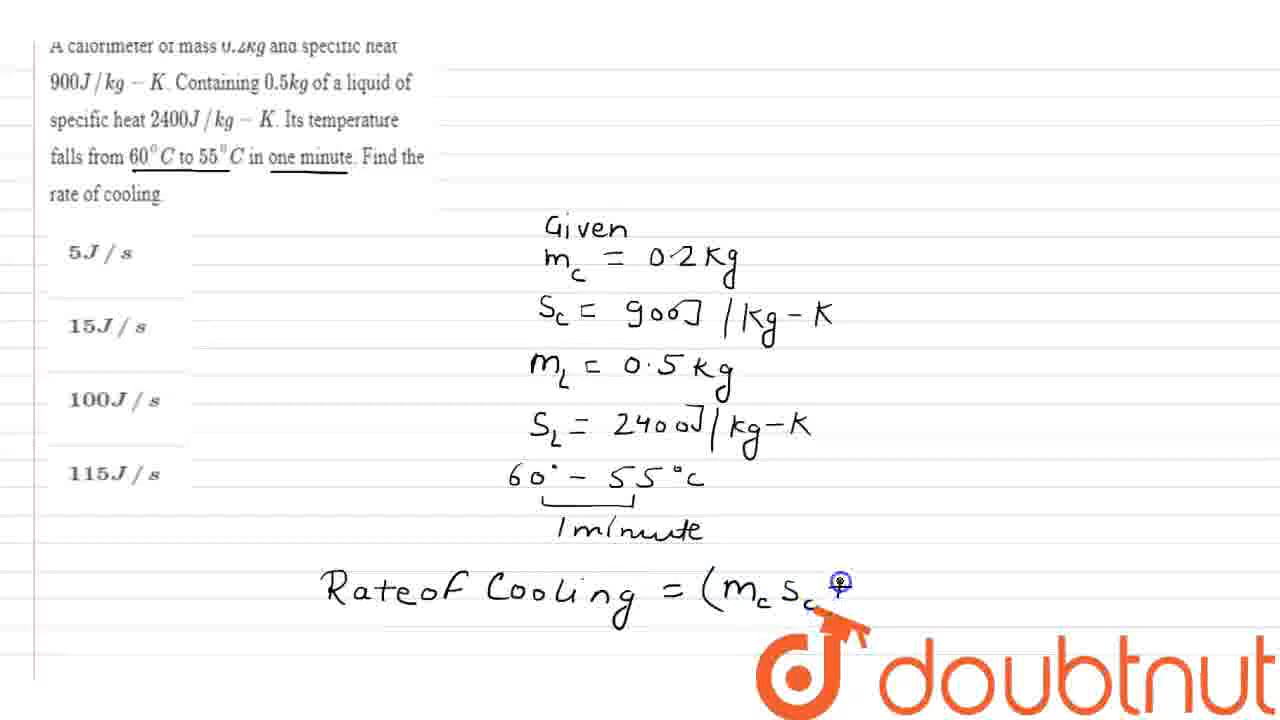 A calorimeter of mass 0.2kg and specific heat
900J/kg − K. Containing 0.5kg of a liquid of
specific heat 2400J/kg − K. Its temperature
falls from 60°C to 55°C in one minute. Find the
rate of cooling.
5J/s
15J/s
100J/s
115J/s
Given
m_c = 0.2 Kg
S_c = 900J/Kg-K
m_L = 0.5 kg
S_L = 2400J/kg-K
60° - 55°C
1 minute
Rate of Cooling = (m_c S_c +
doubtnut